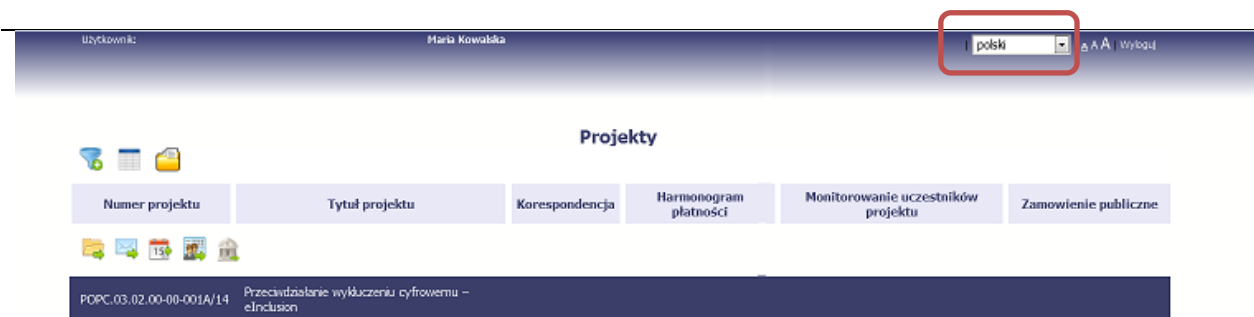 Użytkownik: Maria Kowalska | polski A A A | Wyloguj
Projekty
Numer projektu Tytuł projektu Korespondencja Harmonogram płatności Monitorowanie uczestników projektu Zamowienie publiczne
15
POPC.03.02.00-00-001A/14 Przeciwdziałanie wykluczeniu cyfrowemu –
eInclusion